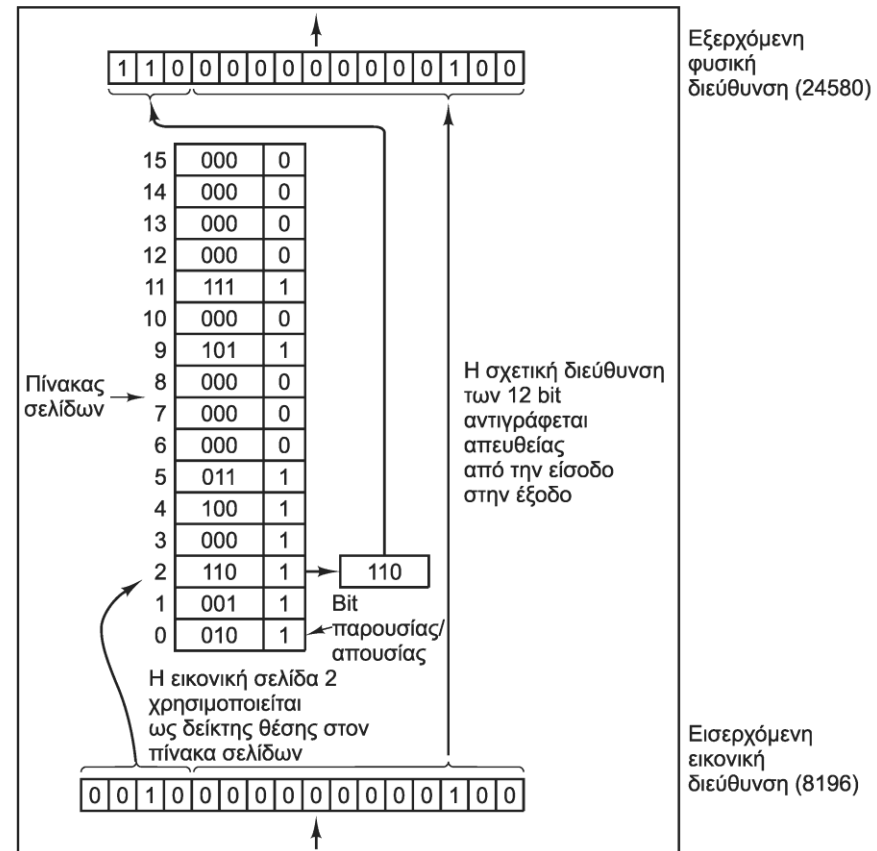 Εξερχόμενη
φυσική
διεύθυνση (24580)
1 1 0 0 0 0 0 0 0 0 0 0 1 0 0
15 000 0
14 000 0
13 000 0
12 000 0
11 111 1
10 000 0
9 101 1
8 000 0
7 000 0
6 000 0
5 011 1
4 100 1
3 000 1
2 110 1
1 001 1
0 010 1
Πίνακας
σελίδων
110
Bit
παρουσίας/
απουσίας
Η σχετική διεύθυνση
των 12 bit
αντιγράφεται
απευθείας
από την είσοδο
στην έξοδο
Η εικονική σελίδα 2
χρησιμοποιείται
ως δείκτης θέσης στον
πίνακα σελίδων
0 0 1 0 0 0 0 0 0 0 0 0 0 1 0 0
Εισερχόμενη
εικονική
διεύθυνση (8196)